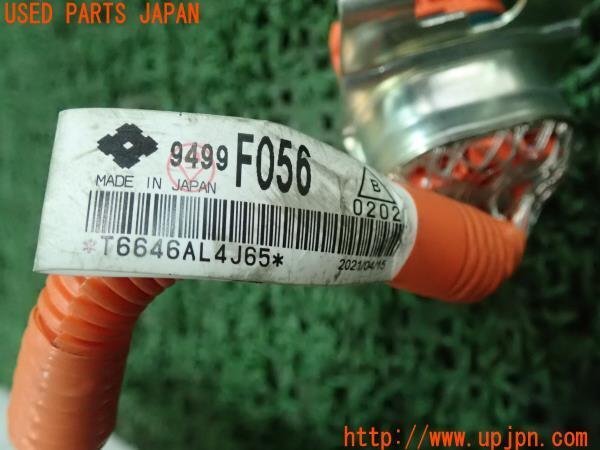 USED PARTS JAPAN
9499 F056
MADE IN JAPAN
B
0202
*T6646AL4J65*
2021/04/15
http://www.upjpn.com/